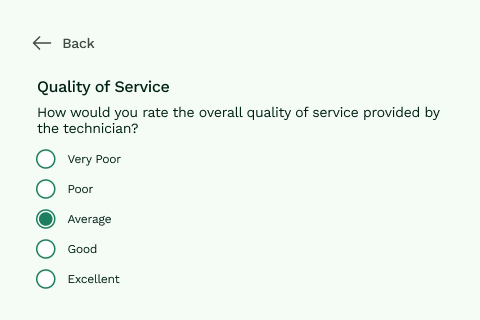 Back
Quality of Service
How would you rate the overall quality of service provided by
the technician?
Very Poor
Poor
Average
Good
Excellent